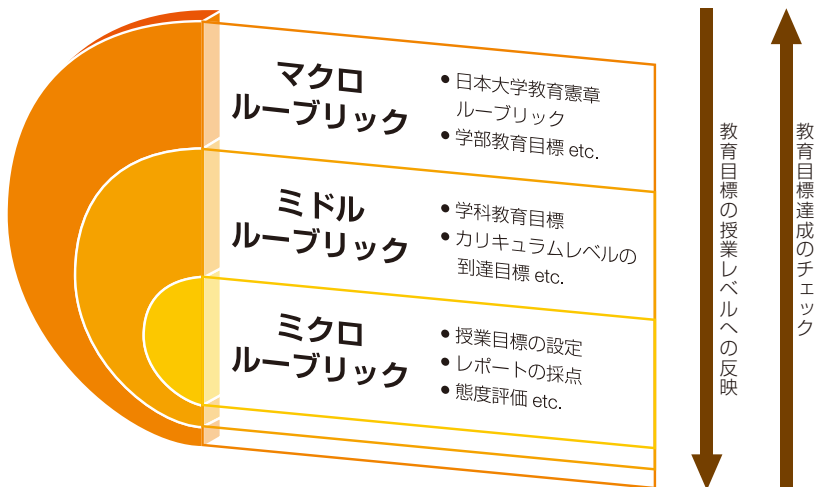 マクロ
ルーブリック
● 日本大学教育憲章
ルーブリック
● 学部教育目標 etc.
ミドル
ルーブリック
● 学科教育目標
● カリキュラムレベルの
到達目標 etc.
ミクロ
ルーブリック
● 授業目標の設定
● レポートの採点
● 態度評価 etc.
教育目標の授業レベルへの反映
教育目標達成のチェック